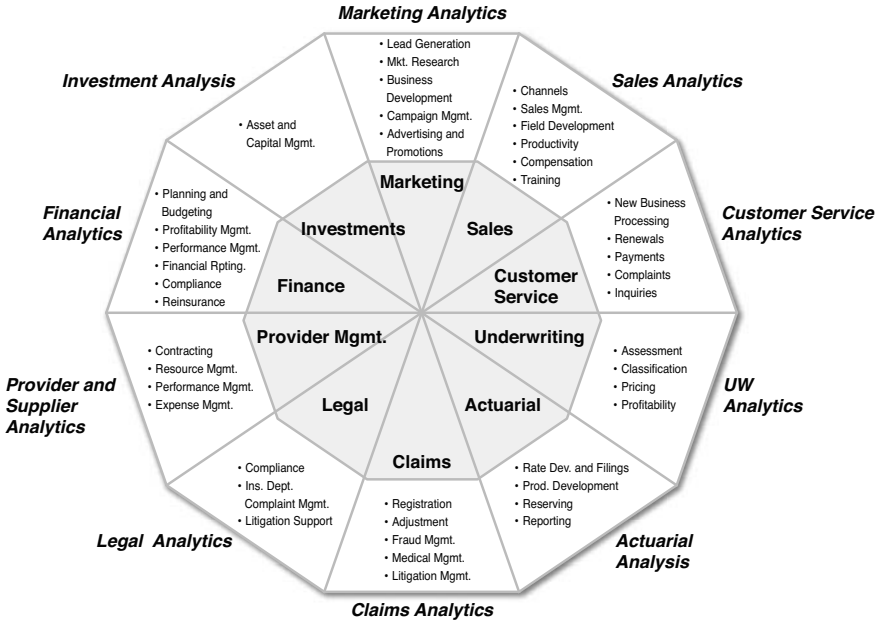 Marketing Analytics
• Lead Generation
• Mkt. Research
• Business
Development
• Campaign Mgmt.
• Advertising and
Promotions
Marketing
Sales Analytics
• Channels
• Sales Mgmt.
• Field Development
• Productivity
• Compensation
• Training
Sales
Customer Service
Analytics
• New Business
Processing
• Renewals
• Payments
• Complaints
• Inquiries
Customer
Service
UW
Analytics
• Assessment
• Classification
• Pricing
• Profitability
Underwriting
Actuarial
Analysis
• Rate Dev. and Filings
• Prod. Development
• Reserving
• Reporting
Actuarial
Claims
• Registration
• Adjustment
• Fraud Mgmt.
• Medical Mgmt.
• Litigation Mgmt.
Claims Analytics
Legal
• Compliance
• Ins. Dept.
Complaint Mgmt.
• Litigation Support
Legal Analytics
Provider Mgmt.
• Contracting
• Resource Mgmt.
• Performance Mgmt.
• Expense Mgmt.
Provider and
Supplier
Analytics
Finance
• Planning and
Budgeting
• Profitability Mgmt.
• Performance Mgmt.
• Financial Rpting.
• Compliance
• Reinsurance
Financial
Analytics
Investments
• Asset and
Capital Mgmt.
Investment Analysis